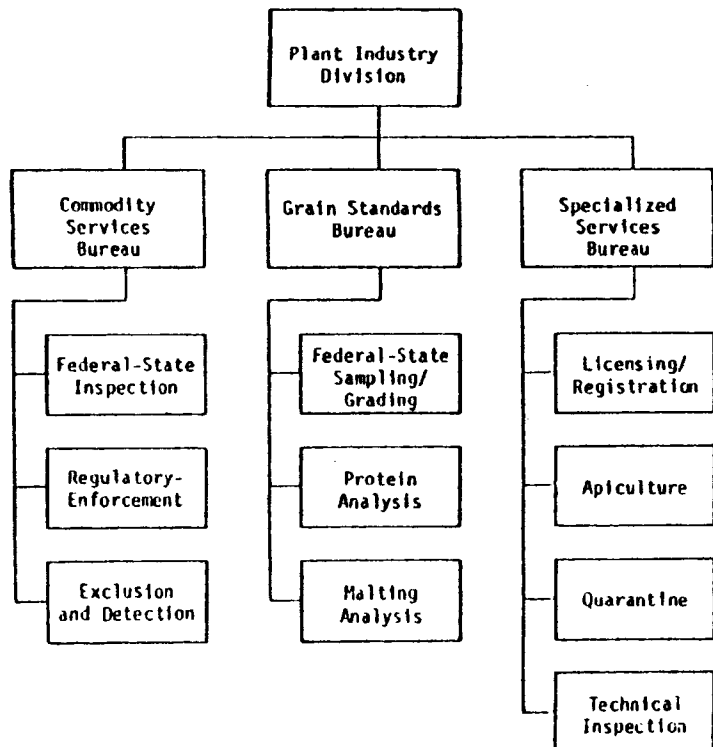 Plant Industry
Division
Commodity
Services
Bureau
Grain Standards
Bureau
Specialized
Services
Bureau
Federal-State
Inspection
Regulatory-
Enforcement
Exclusion
and Detection
Federal-State
Sampling/
Grading
Protein
Analysis
Malting
Analysis
Licensing/
Registration
Apiculture
Quarantine
Technical
Inspection